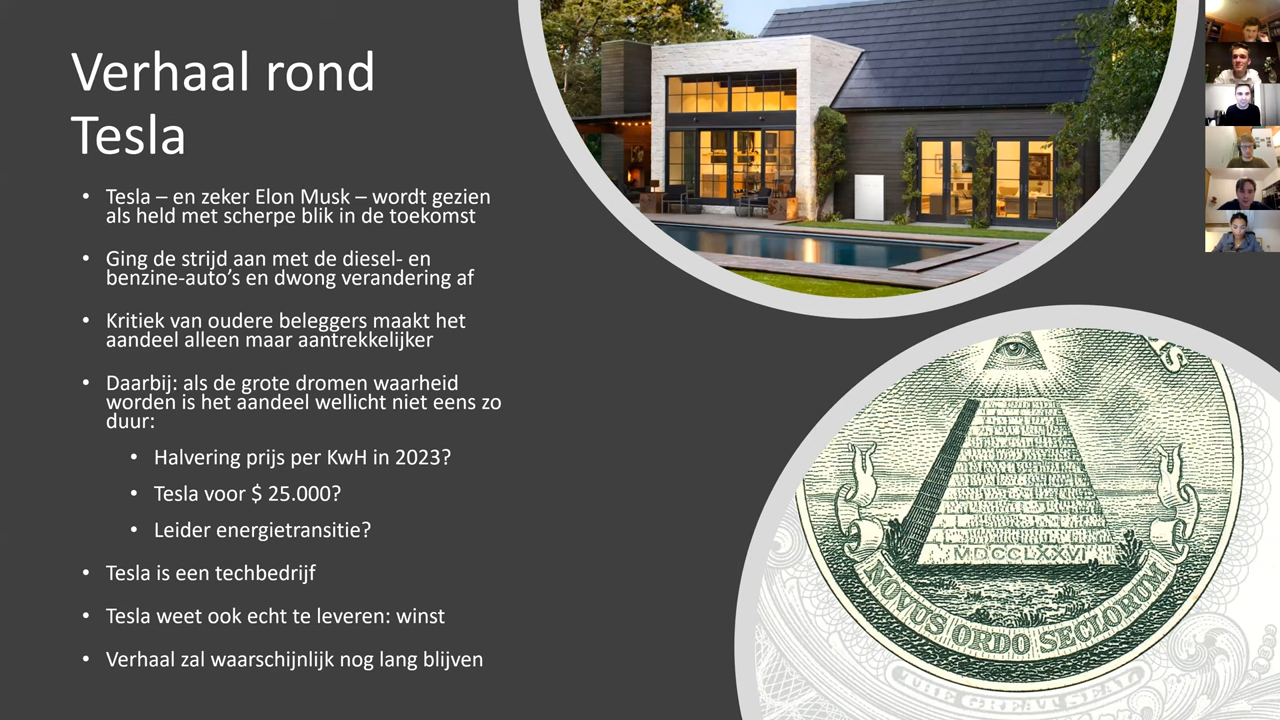 Verhaal rond
Tesla
• Tesla – en zeker Elon Musk – wordt gezien
als held met scherpe blik in de toekomst
• Ging de strijd aan met de diesel- en
benzine-auto’s en dwong verandering af
• Kritiek van oudere beleggers maakt het
aandeel alleen maar aantrekkelijker
• Daarbij: als de grote dromen waarheid
worden is het aandeel wellicht niet eens zo
duur:
• Halvering prijs per KwH in 2023?
• Tesla voor $ 25.000?
• Leider energietransitie?
• Tesla is een techbedrijf
• Tesla weet ook echt te leveren: winst
• Verhaal zal waarschijnlijk nog lang blijven
MDCCLXXVI
NOVUS ORDO SECLORUM
THE GREAT SEAL